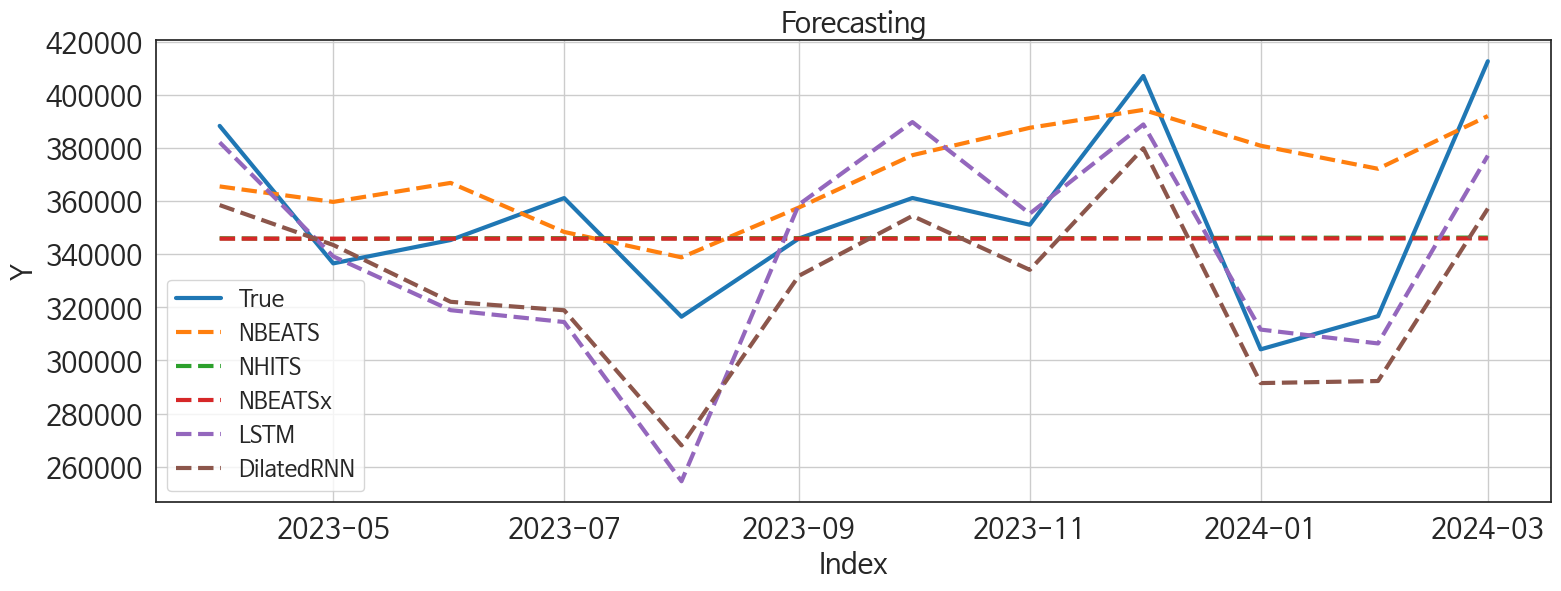 Forecasting
420000
400000
380000
360000
340000
320000
300000
280000
260000
Y
True
NBEATS
NHITS
NBEATSx
LSTM
DilatedRNN
2023-05 2023-07 2023-09 2023-11 2024-01 2024-03
Index